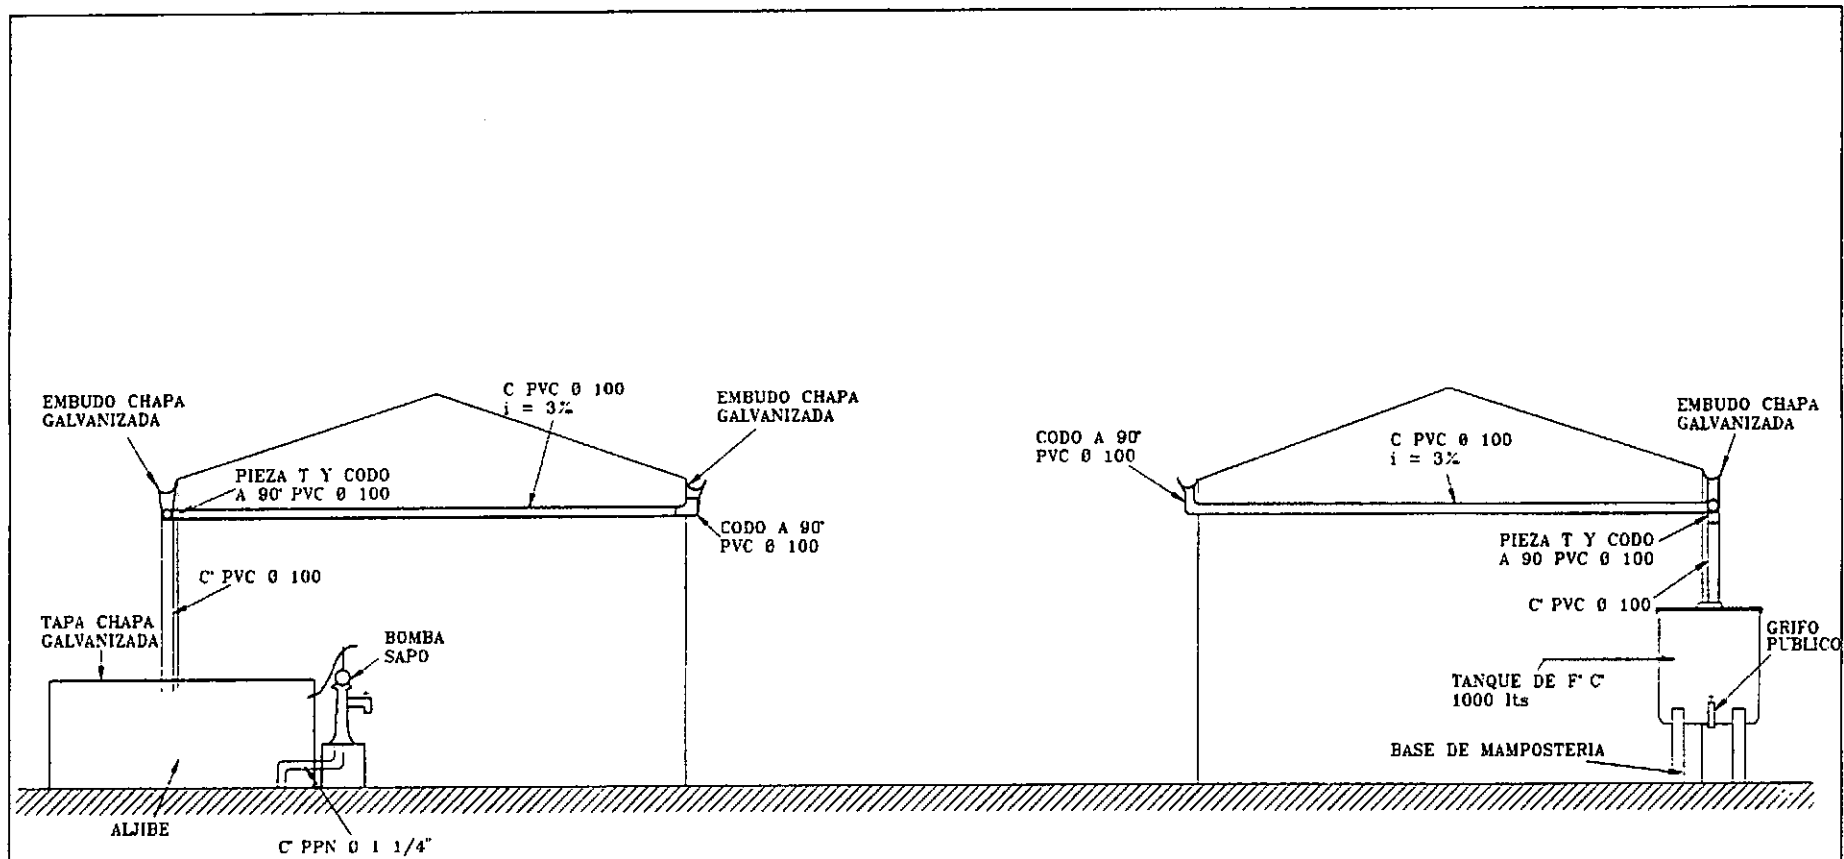 EMBUDO CHAPA
GALVANIZADA
C PVC Ø 100
i = 3%
EMBUDO CHAPA
GALVANIZADA
PIEZA T Y CODO
A 90° PVC Ø 100
CODO A 90°
PVC Ø 100
C° PVC Ø 100
TAPA CHAPA
GALVANIZADA
BOMBA
SAPO
ALJIBE
C° PPN Ø 1 1/4"
CODO A 90°
PVC Ø 100
C PVC Ø 100
i = 3%
EMBUDO CHAPA
GALVANIZADA
PIEZA T Y CODO
A 90 PVC Ø 100
C° PVC Ø 100
GRIFO
PUBLICO
TANQUE DE F° C°
1000 lts
BASE DE MAMPOSTERIA